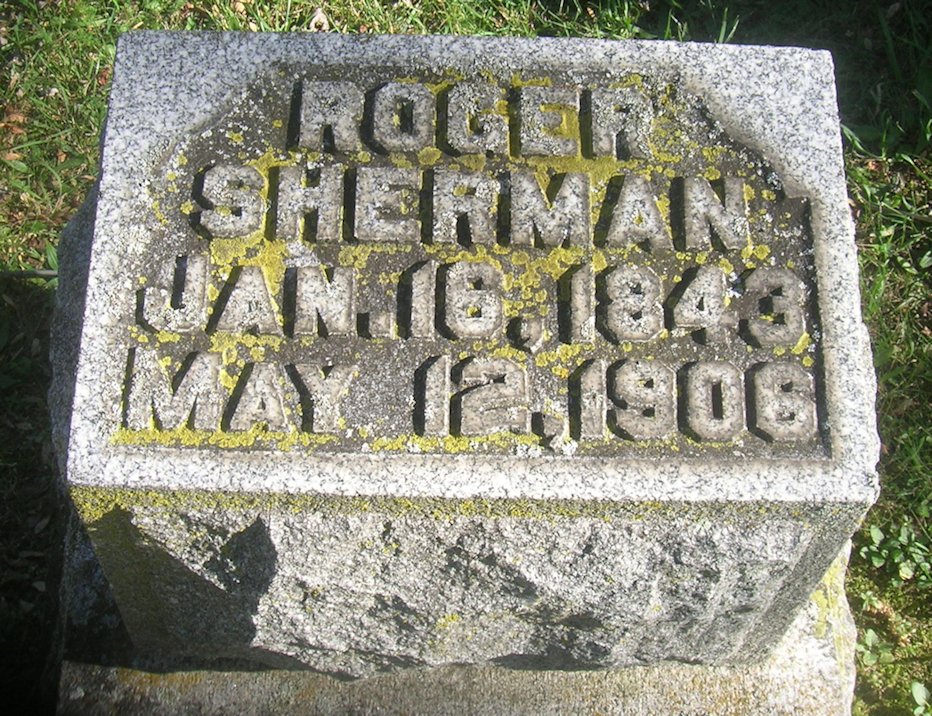 ROGER
SHERMAN
JAN. 16, 1843
MAY 12, 1906